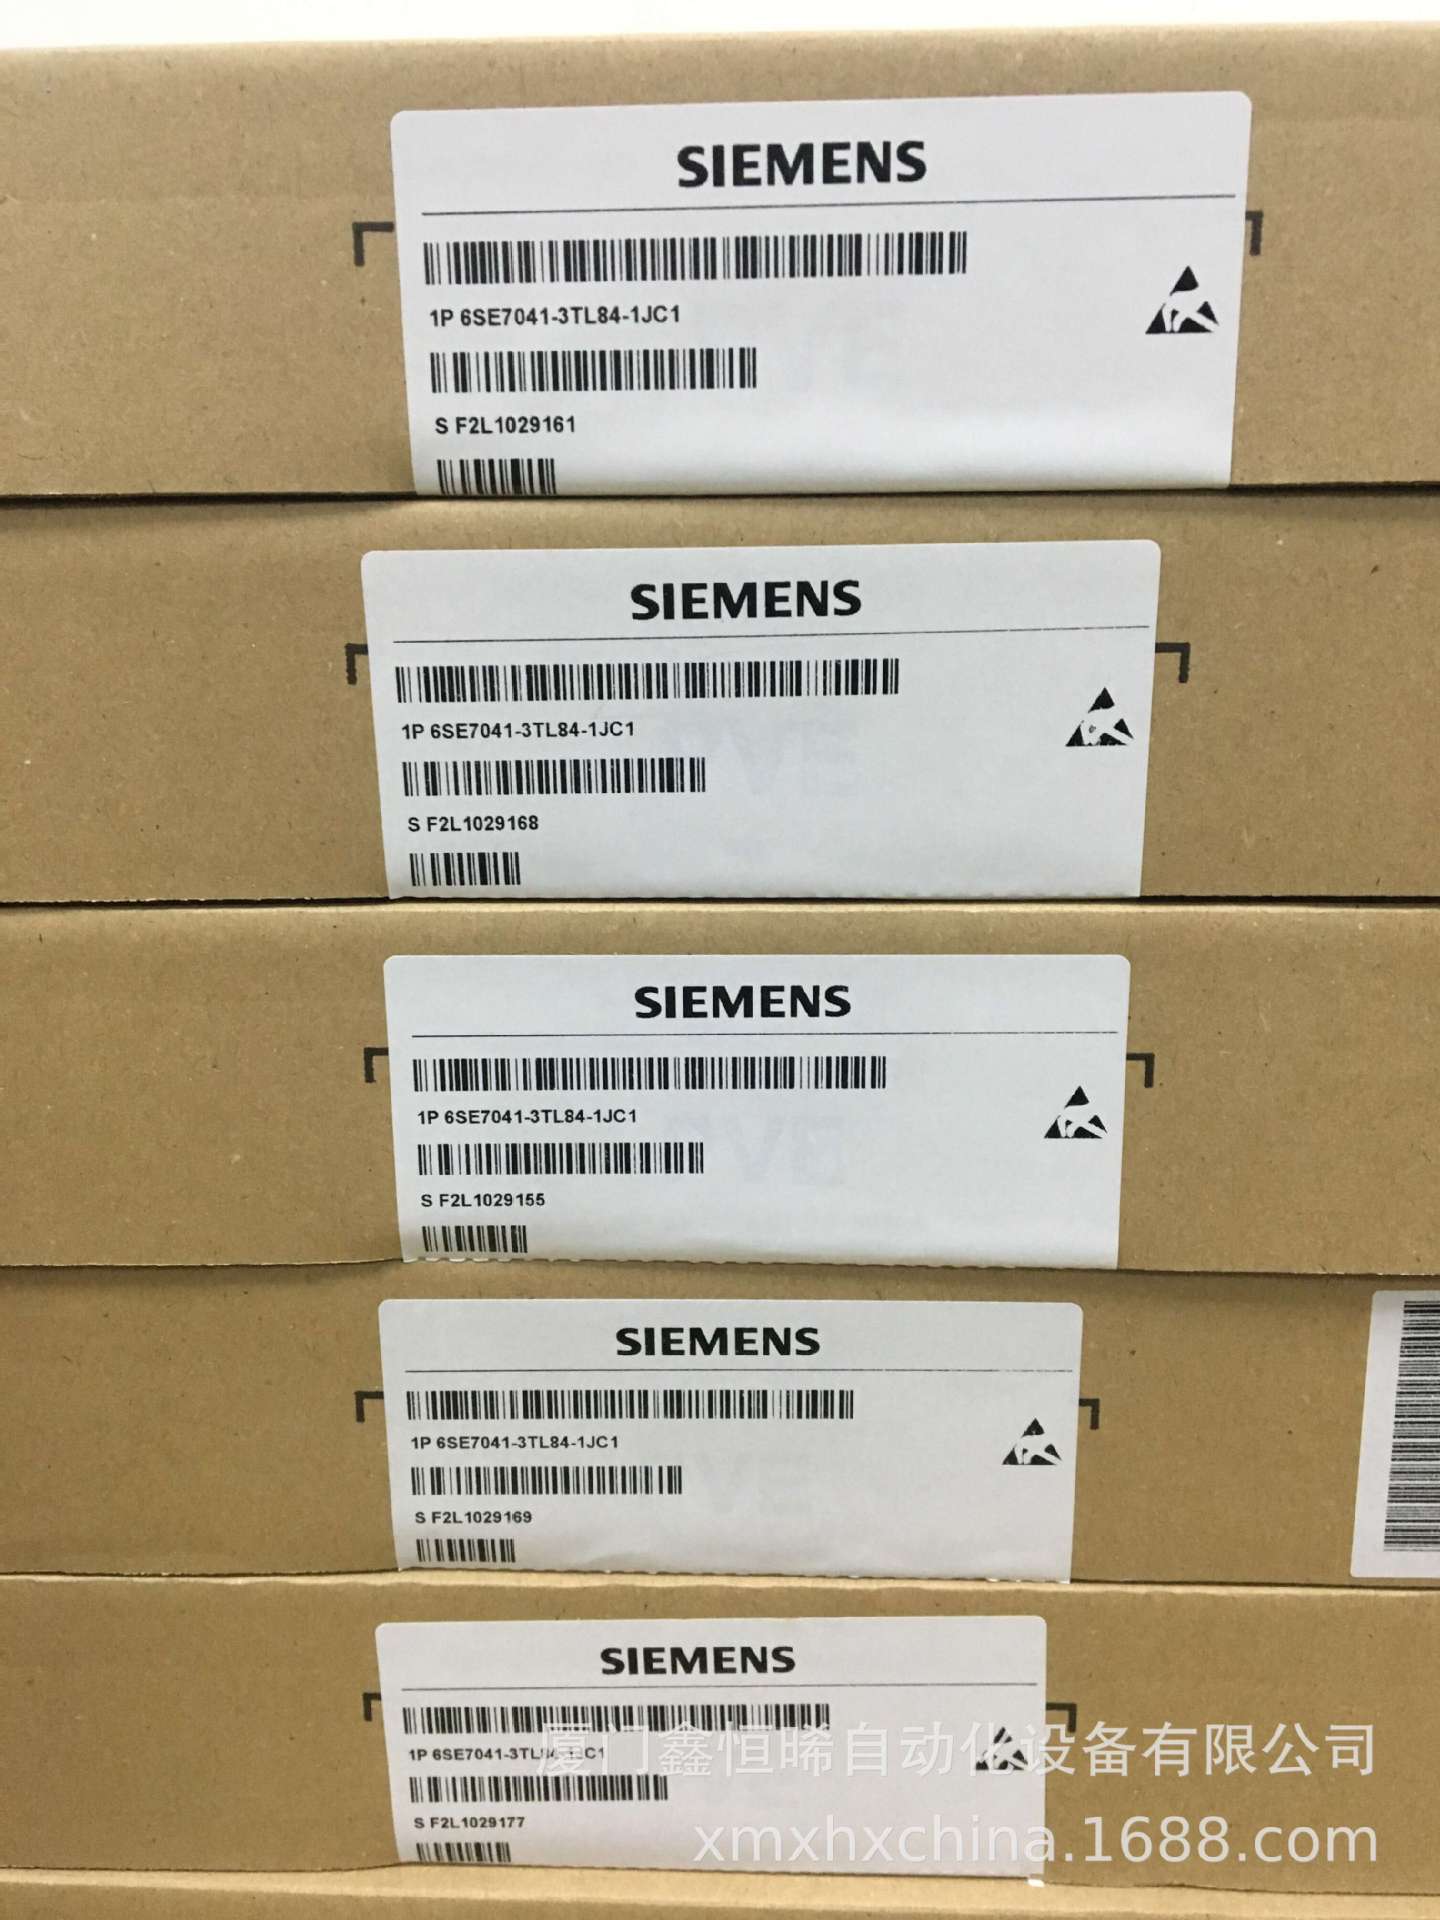 SIEMENS
1P 6SE7041-3TL84-1JC1
S F2L1029161
SIEMENS
1P 6SE7041-3TL84-1JC1
S F2L1029168
SIEMENS
1P 6SE7041-3TL84-1JC1
S F2L1029155
SIEMENS
1P 6SE7041-3TL84-1JC1
S F2L1029169
SIEMENS
1P 6SE7041-3TL84-1JC1
S F2L1029177
厦门鑫恒晞自动化设备有限公司
xmxhxchina.1688.com